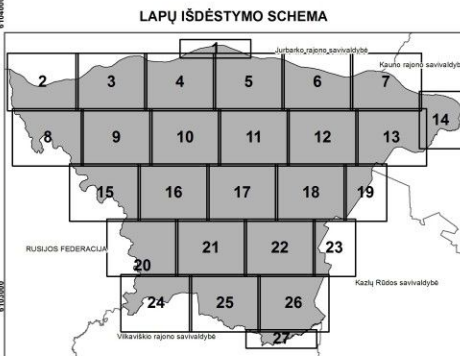 LAPŲ IŠDĖSTYMO SCHEMA
1
Jurbarko rajono savivaldybė
2 3 4 5 6 7
Kauno rajono savivaldybė
8 9 10 11 12 13 14
15 16 17 18 19
RUSIJOS FEDERACIJA
20 21 22 23
Kazlų Rūdos savivaldybė
24 25 26
Vilkaviškio rajono savivaldybė
27